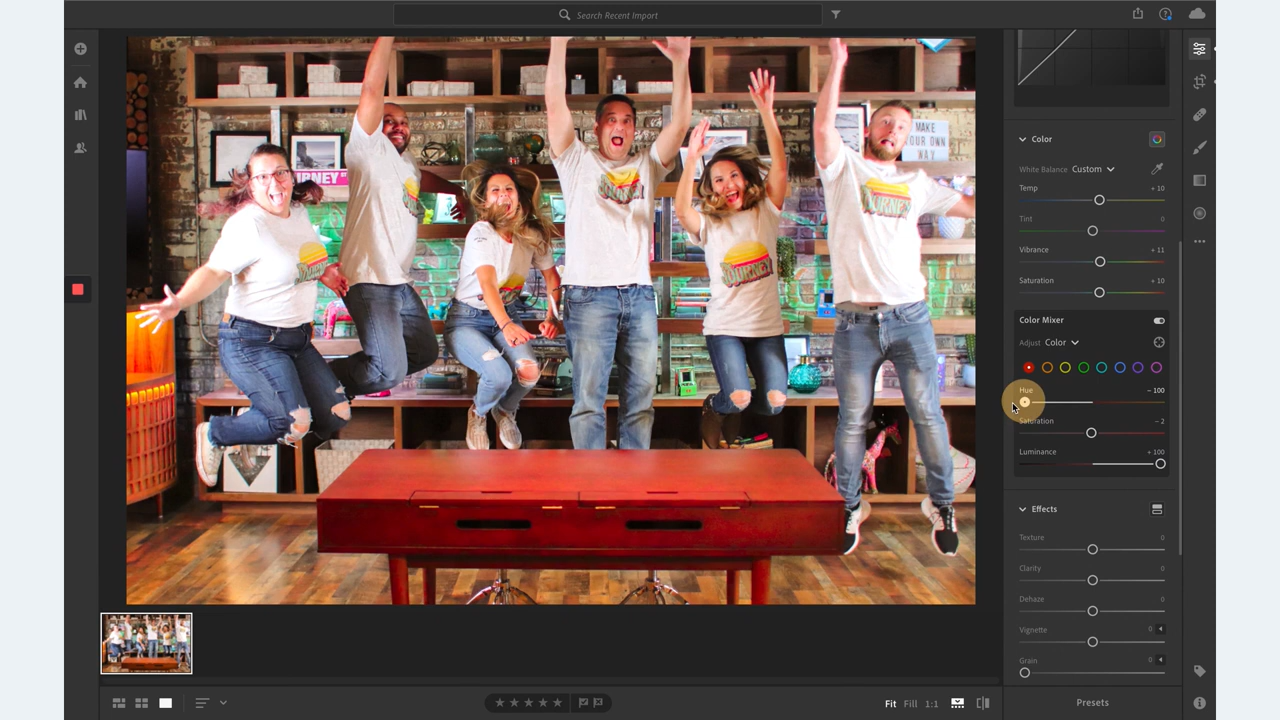 Search Recent Import
Color
White Balance Custom
Temp + 10
Tint 0
Vibrance + 11
Saturation + 10
Color Mixer
Adjust Color
Hue − 100
Saturation − 2
Luminance + 100
Effects
Texture 0
Clarity 0
Dehaze 0
Vignette 0
Grain 0
Fit Fill 1:1
Presets
MAKE
YOUR OWN
WAY
URNEY
JOURNEY
JOURNEY